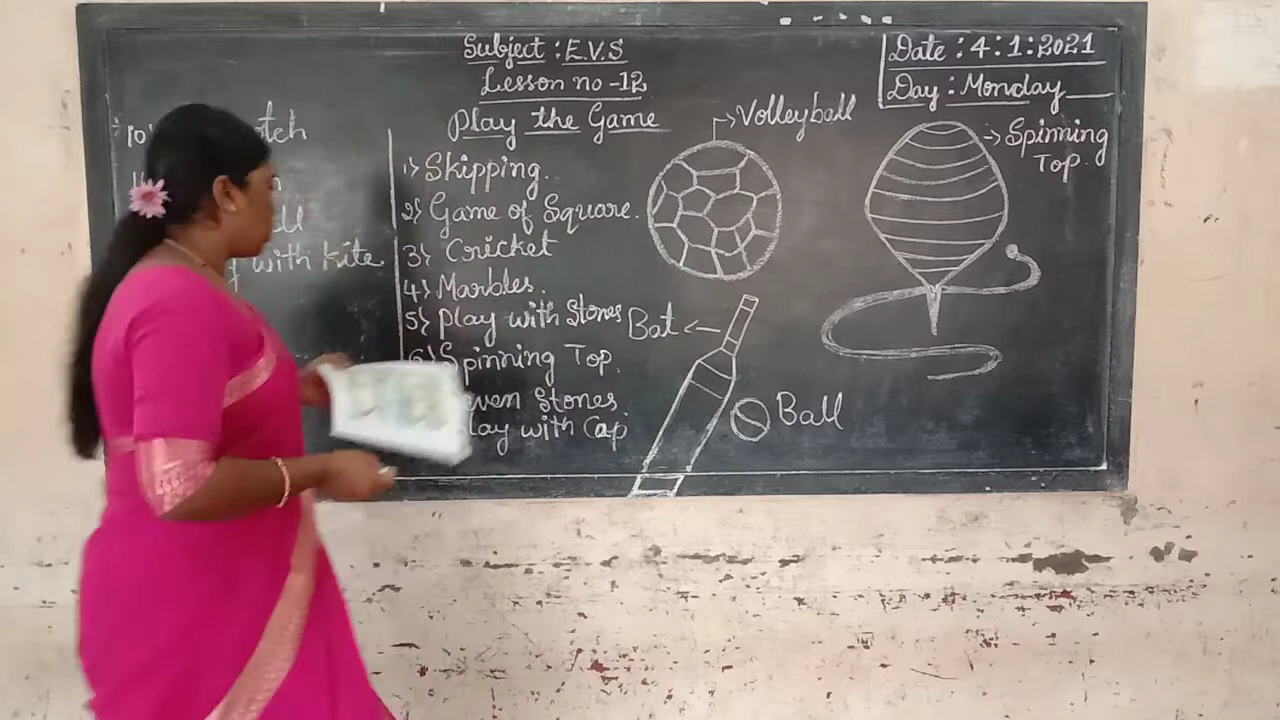 Subject : E.V.S
Lesson no -12
Play the Game
Date : 4:1:2021
Day : Monday
10)
with kite
1) Skipping.
2) Game of Square.
3) Cricket
4) Marbles.
5) Play with Stones
6) Spinning Top.
Stones.
with Cap
Volleyball
Spinning
Top.
Bat
Ball